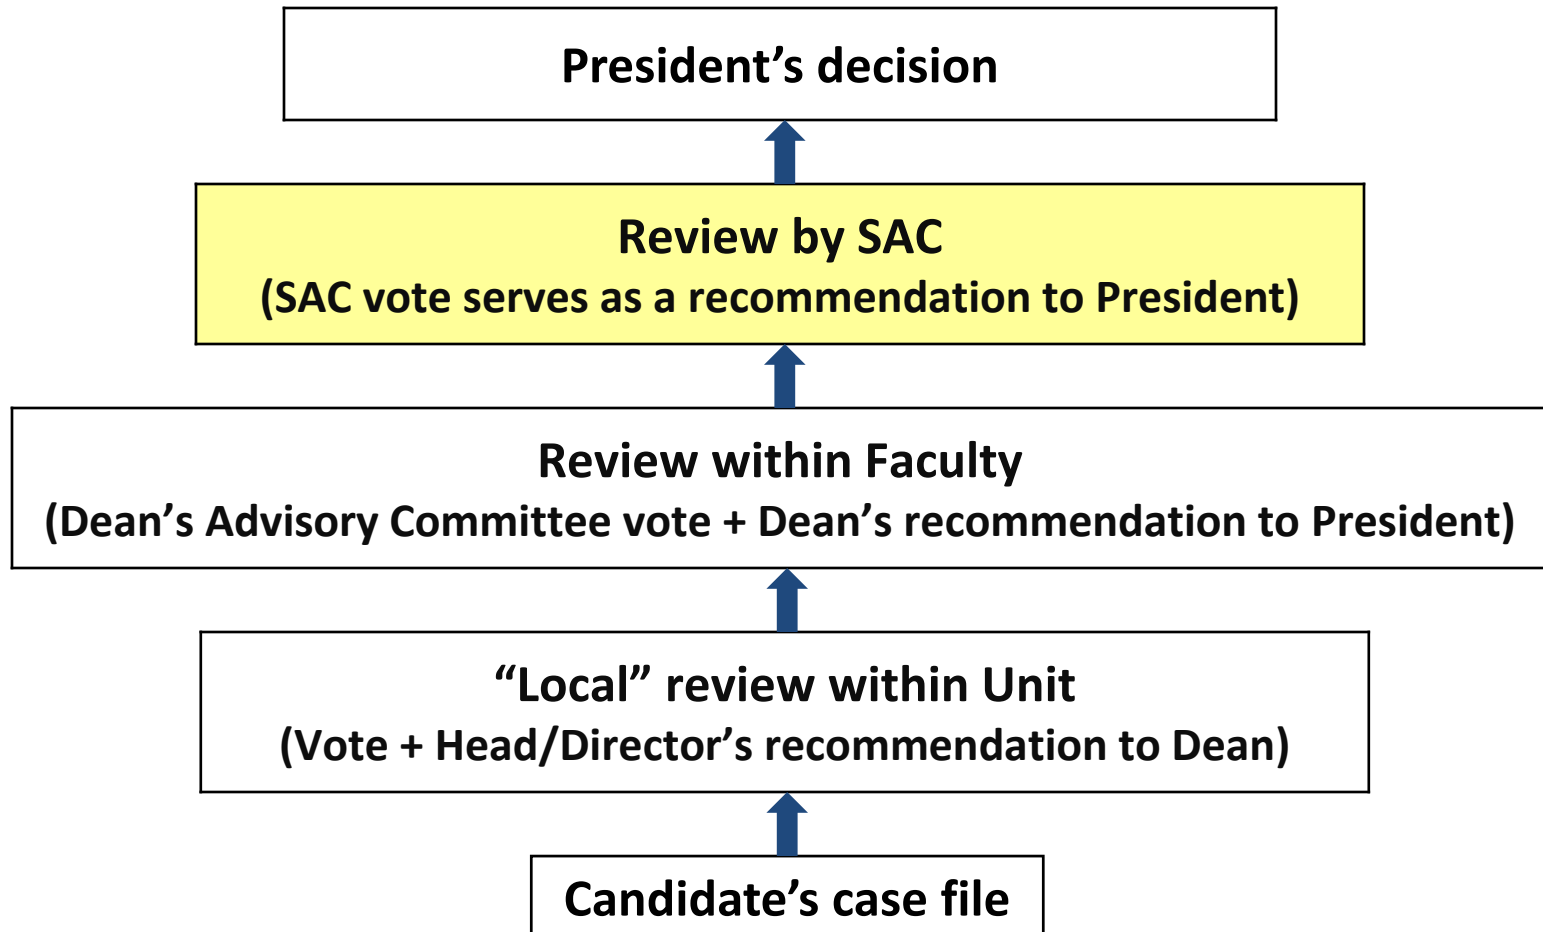 President’s decision
Review by SAC
(SAC vote serves as a recommendation to President)
Review within Faculty
(Dean’s Advisory Committee vote + Dean’s recommendation to President)
“Local” review within Unit
(Vote + Head/Director’s recommendation to Dean)
Candidate’s case file